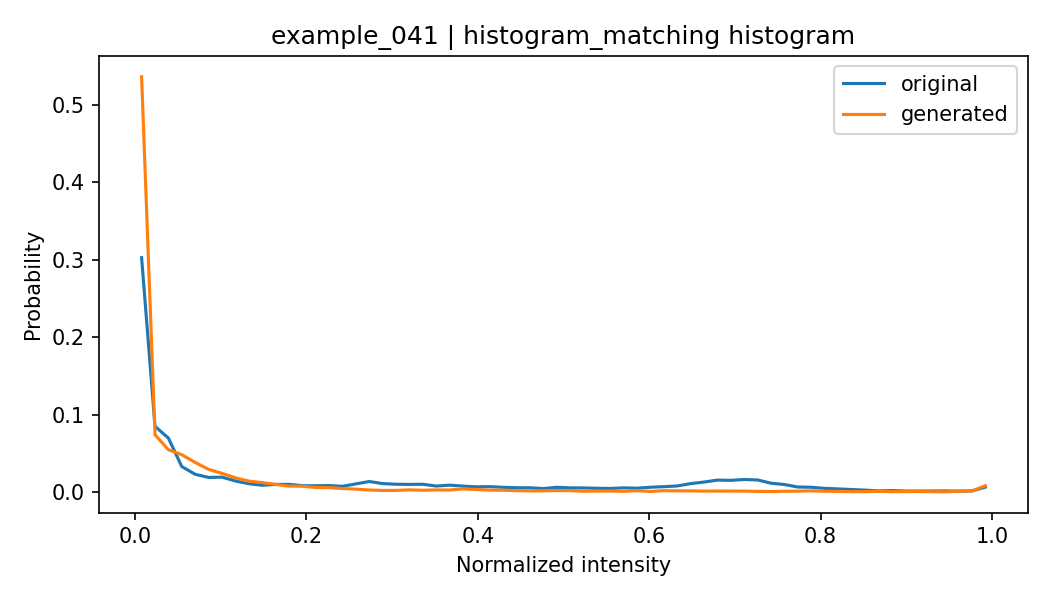 example_041 | histogram_matching histogram
original
generated
Probability
0.5
0.4
0.3
0.2
0.1
0.0
0.0 0.2 0.4 0.6 0.8 1.0
Normalized intensity